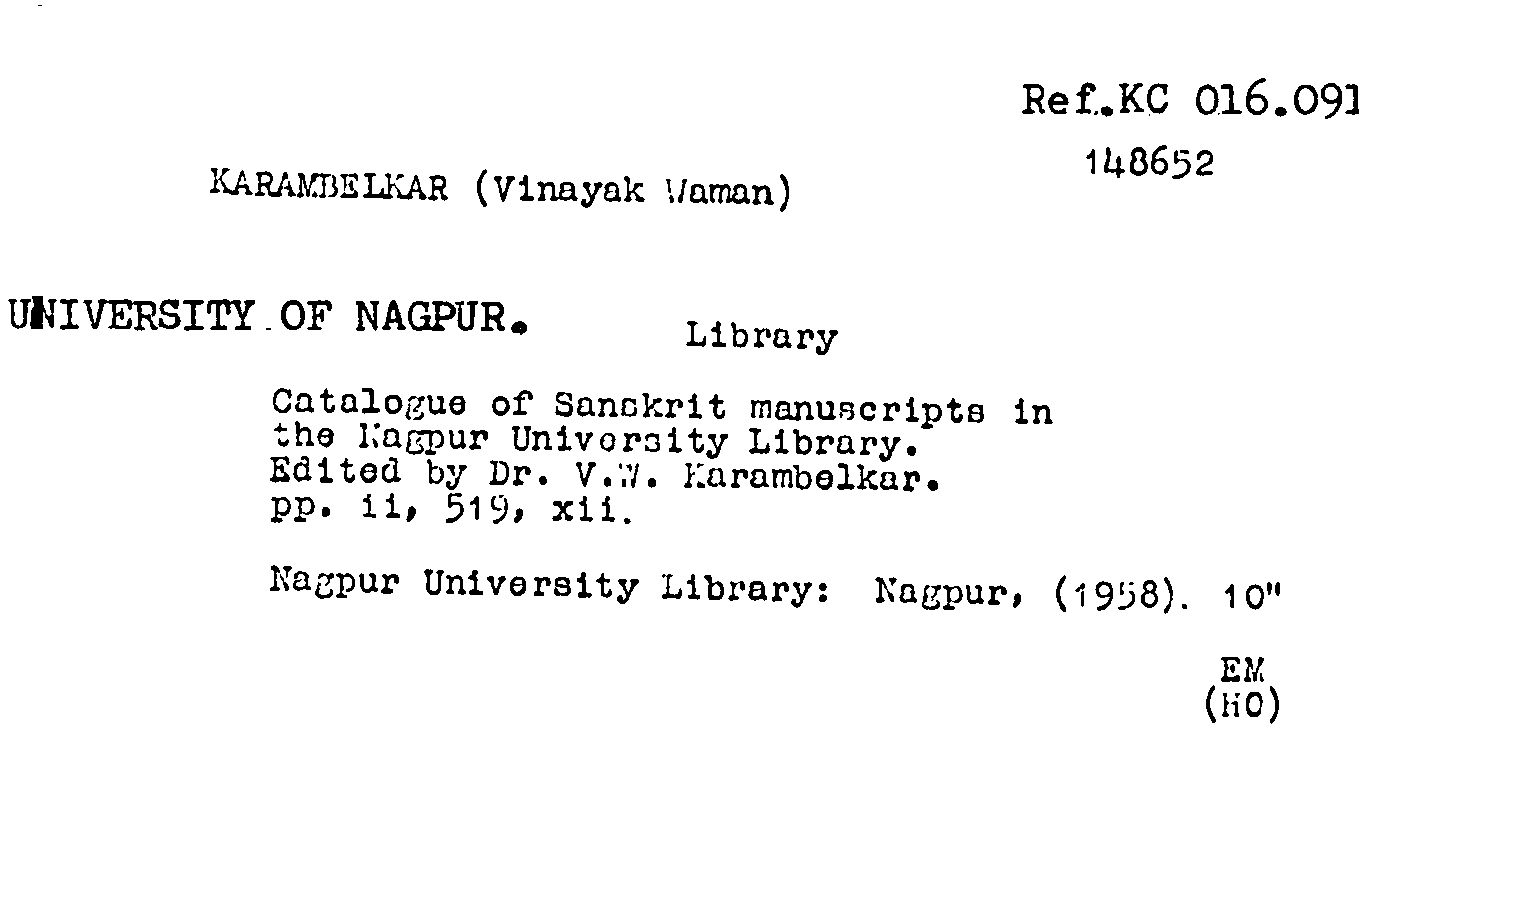 Ref.KC 016.091
148652
KARAMBELKAR (Vinayak Waman)
UNIVERSITY OF NAGPUR. Library
Catalogue of Sanskrit manuscripts in
the Nagpur University Library.
Edited by Dr. V.W. Karambelkar.
pp. ii, 519, xii.
Nagpur University Library: Nagpur, (1958). 10"
EM
(HO)